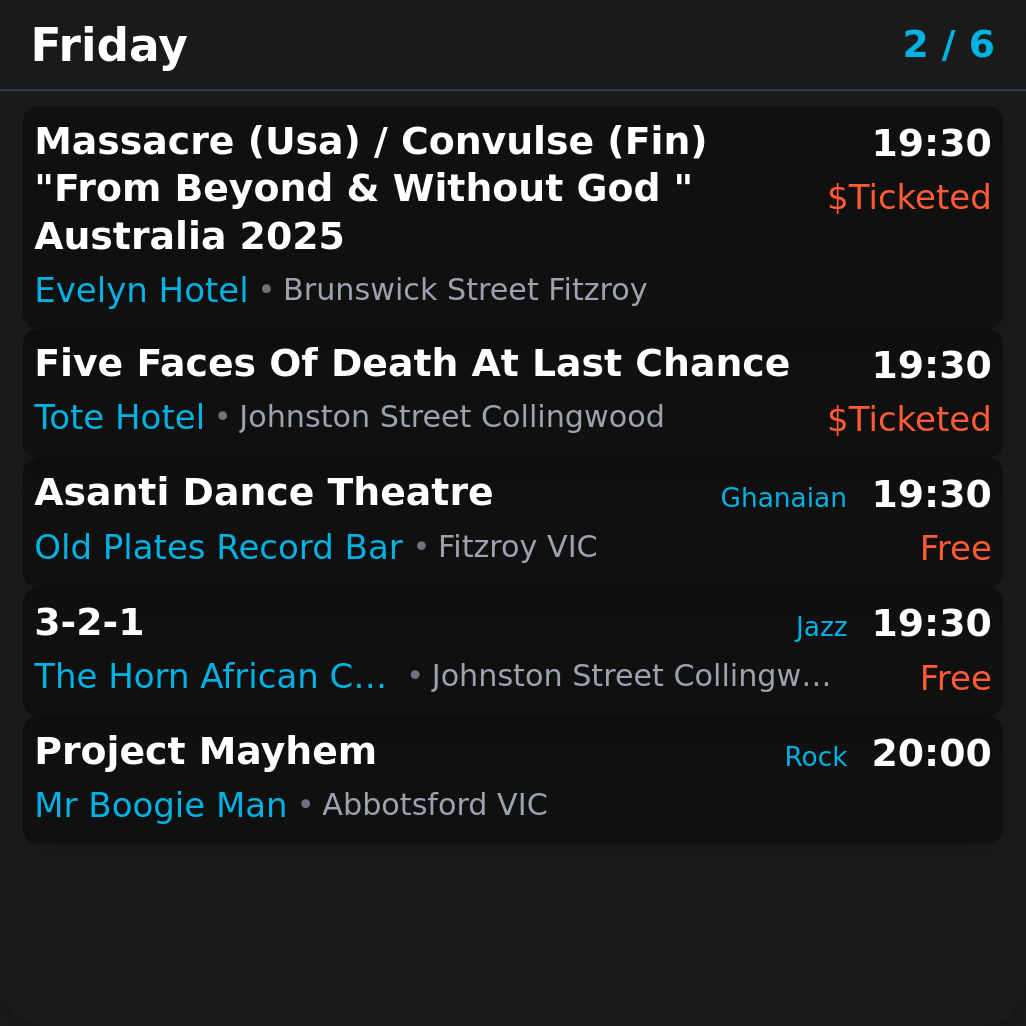 Friday 2 / 6
Massacre (Usa) / Convulse (Fin) 19:30
"From Beyond & Without God " $Ticketed
Australia 2025
Evelyn Hotel • Brunswick Street Fitzroy
Five Faces Of Death At Last Chance 19:30
Tote Hotel • Johnston Street Collingwood $Ticketed
Asanti Dance Theatre Ghanaian 19:30
Old Plates Record Bar • Fitzroy VIC Free
3-2-1 Jazz 19:30
The Horn African C… • Johnston Street Collingw… Free
Project Mayhem Rock 20:00
Mr Boogie Man • Abbotsford VIC